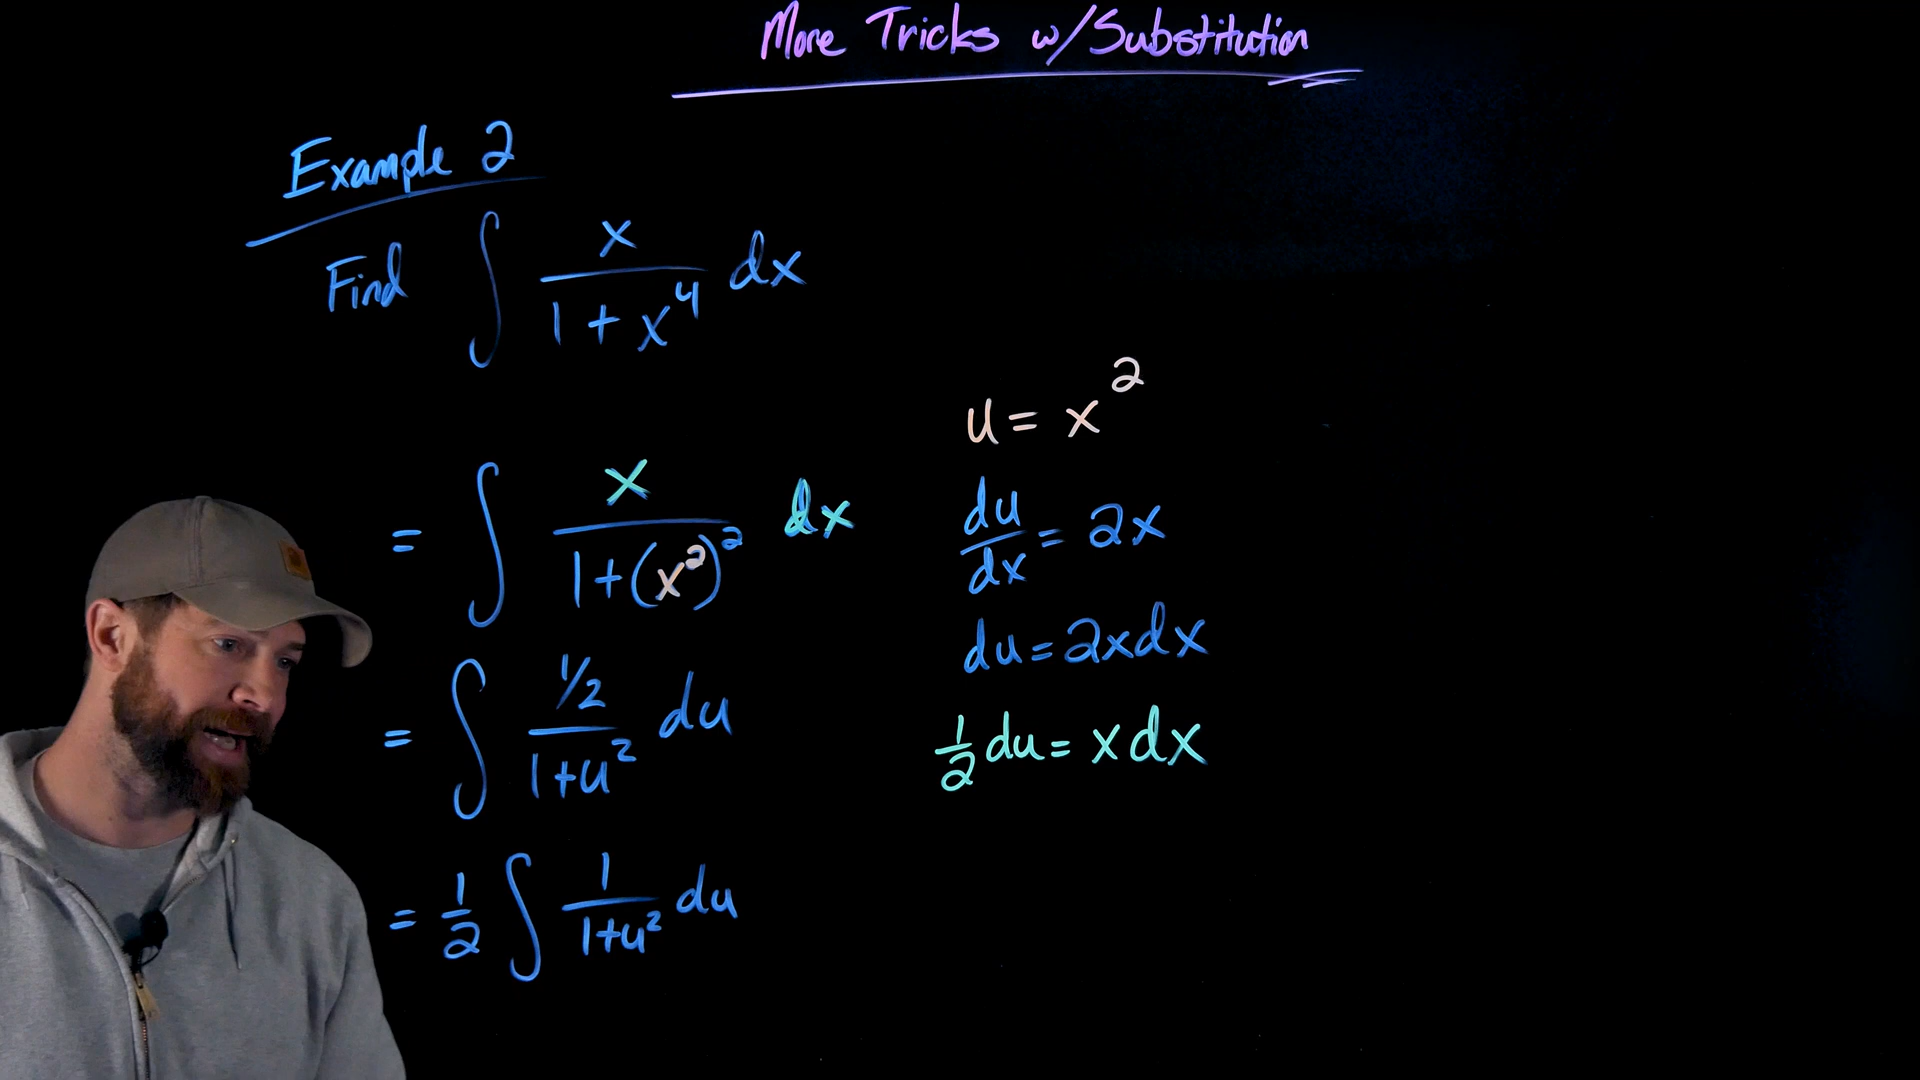 More Tricks w/Substitution
Example 2
Find ∫ x/(1 + x⁴) dx
= ∫ x/(1+(x²)²) dx
= ∫ ½/(1+u²) du
= 1/2 ∫ 1/(1+u²) du
u = x²
du/dx = 2x
du = 2xdx
1/2 du = x dx